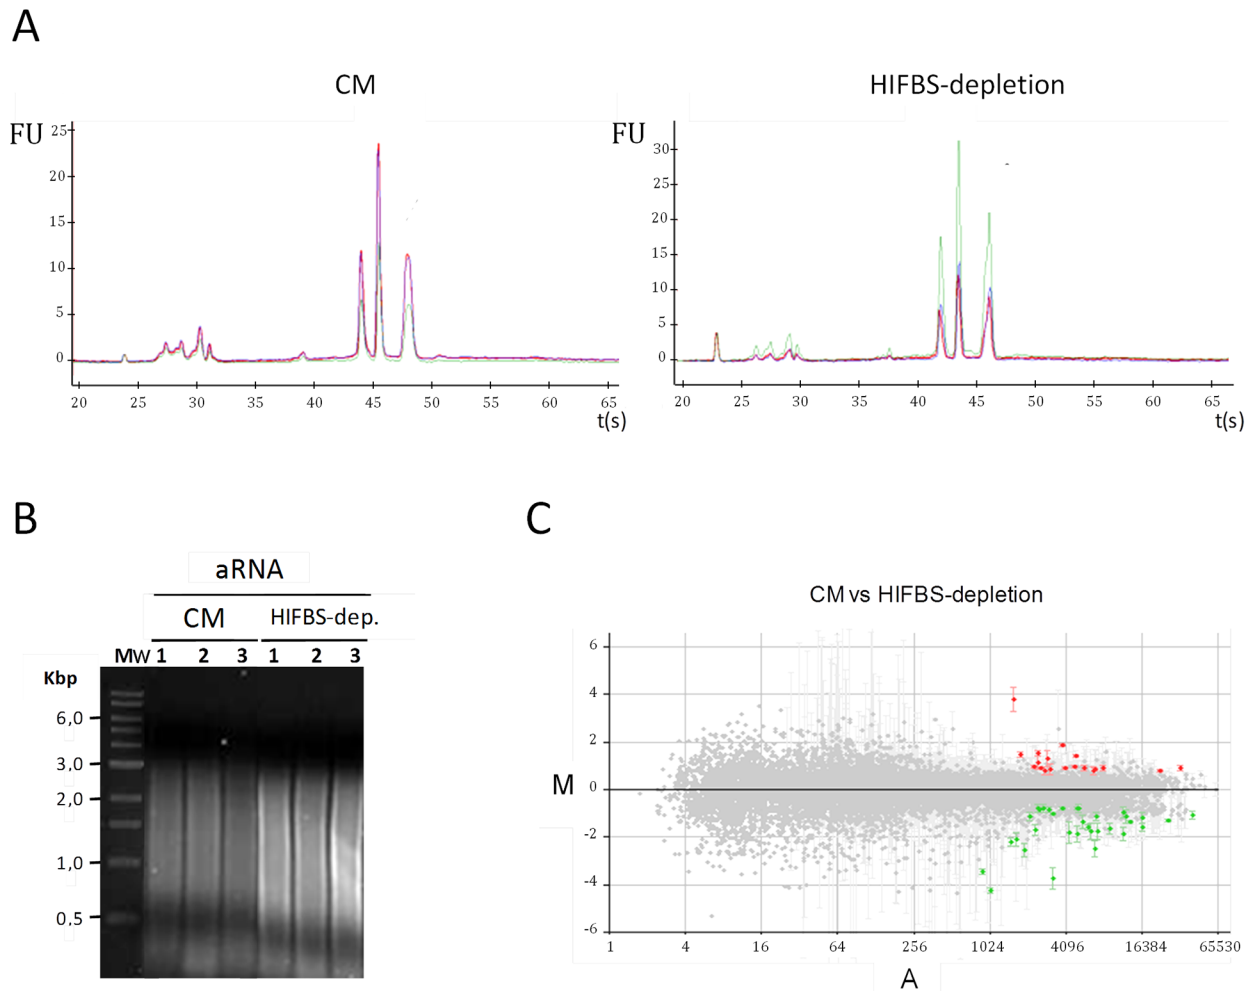 A
CM
HIFBS-depletion
FU
25
20
15
10
5
0
20 25 30 35 40 45 50 55 60 65
t(s)
FU
30
25
20
15
10
5
0
20 25 30 35 40 45 50 55 60 65
t(s)
B
aRNA
CM HIFBS-dep.
MW 1 2 3 1 2 3
Kbp
6,0
3,0
2,0
1,0
0,5
C
CM vs HIFBS-depletion
M
6
4
2
0
-2
-4
-6
1 4 16 64 256 1024 4096 16384 65530
A